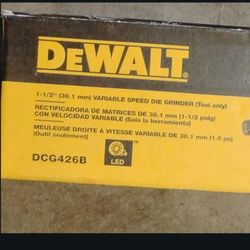 DEWALT
1-1/2" (38.1 mm) VARIABLE SPEED DIE GRINDER (Tool only)
RECTIFICADORA DE MATRICES DE 38,1 mm (1-1/2 pulg)
CON VELOCIDAD VARIABLE (Solo la herramienta)
MEULEUSE DROITE À VITESSE VARIABLE DE 38,1 mm (1,5 po)
(Outil seulement)
DCG426B
LED